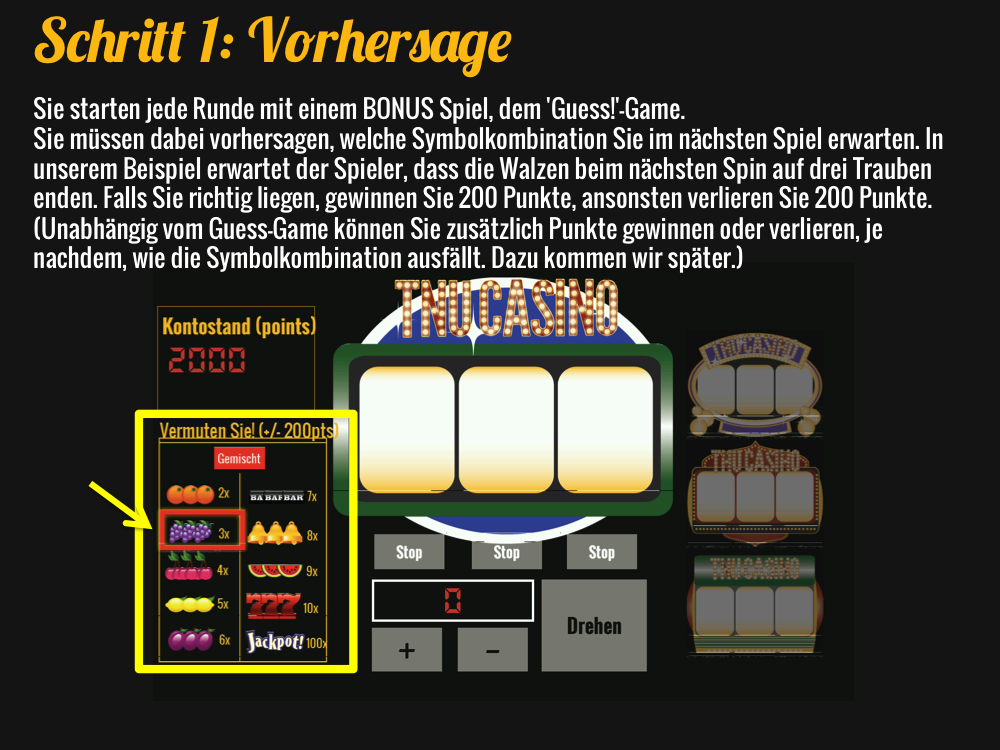 Schritt 1: Vorhersage
Sie starten jede Runde mit einem BONUS Spiel, dem 'Guess!'-Game.
Sie müssen dabei vorhersagen, welche Symbolkombination Sie im nächsten Spiel erwarten. In
unserem Beispiel erwartet der Spieler, dass die Walzen beim nächsten Spin auf drei Trauben
enden. Falls Sie richtig liegen, gewinnen Sie 200 Punkte, ansonsten verlieren Sie 200 Punkte.
(Unabhängig vom Guess-Game können Sie zusätzlich Punkte gewinnen oder verlieren, je
nachdem, wie die Symbolkombination ausfällt. Dazu kommen wir später.)
TNUCASINO
Kontostand (points)
2000
TNUCASINO
Vermuten Sie! (+/- 200pts)
Gemischt
2x
BAR BAR BAR 7x
3x
8x
TNUCASINO
4x
9x
5x
777 10x
6x
Jackpot! 100x
Stop
Stop
Stop
0
Drehen
+
-
TNUCASINO